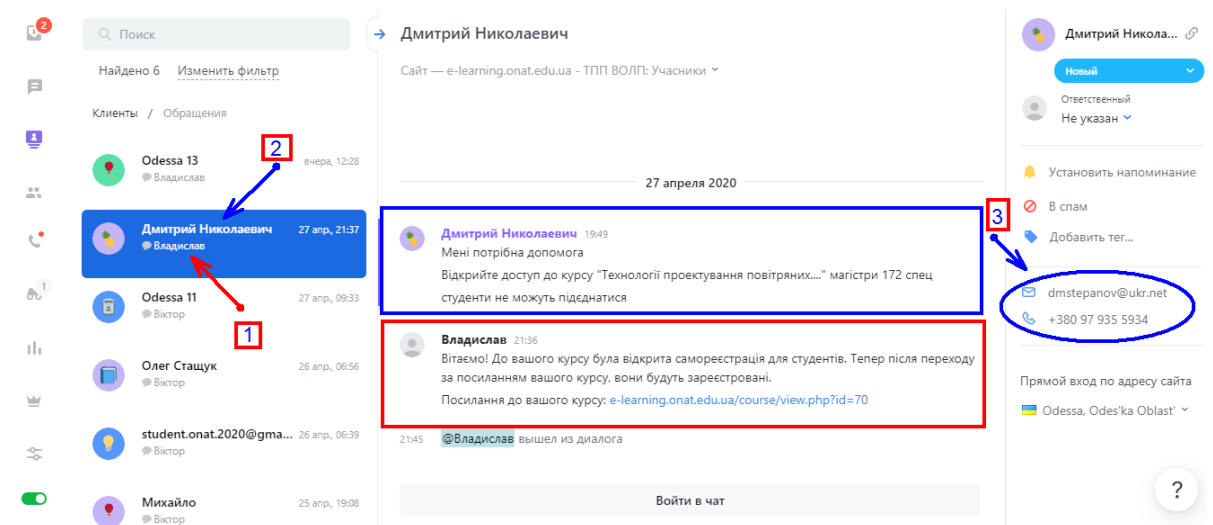 2
Поиск
Найдено 6 Изменить фильтр
Клиенты / Обращения
2
Odessa 13 вчера, 12:28
Владислав
Дмитрий Николаевич 27 апр., 21:37
Владислав
1
Odessa 11 27 апр., 09:33
Віктор
1
Олег Стащук 26 апр., 06:56
Віктор
student.onat.2020@gma... 26 апр., 06:39
Віктор
Михайло 25 апр., 19:08
Віктор
Дмитрий Николаевич
Сайт — e-learning.onat.edu.ua - ТПП ВОЛП: Учасники
27 апреля 2020
Дмитрий Николаевич 19:49
Мені потрібна допомога
Відкрийте доступ до курсу "Технології проектування повітряних...." магістри 172 спец
студенти не можуть підєднатися
Владислав 21:36
Вітаємо! До вашого курсу була відкрита самореєстрація для студентів. Тепер після переходу
за посиланням вашого курсу, вони будуть зареєстровані.
Посилання до вашого курсу: e-learning.onat.edu.ua/course/view.php?id=70
21:45 @Владислав вышел из диалога
Войти в чат
Дмитрий Никола...
Новый
Ответственный
Не указан
Установить напоминание
3
В спам
Добавить тег...
dmstepanov@ukr.net
+380 97 935 5934
Прямой вход по адресу сайта
Odessa, Odes'ka Oblast'
?